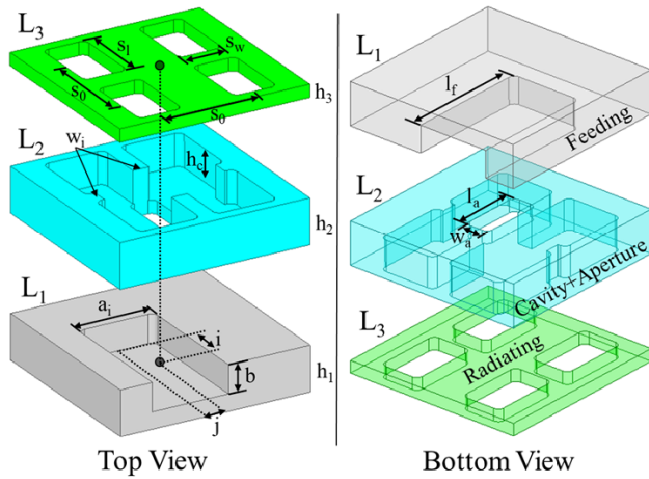 L3
sl
sw
s0
s0
h3
L2
wi
hc
h2
L1
ai
i
b
j
h1
Top View
L1
lf
Feeding
L2
la
wa
Cavity+Aperture
L3
Radiating
Bottom View